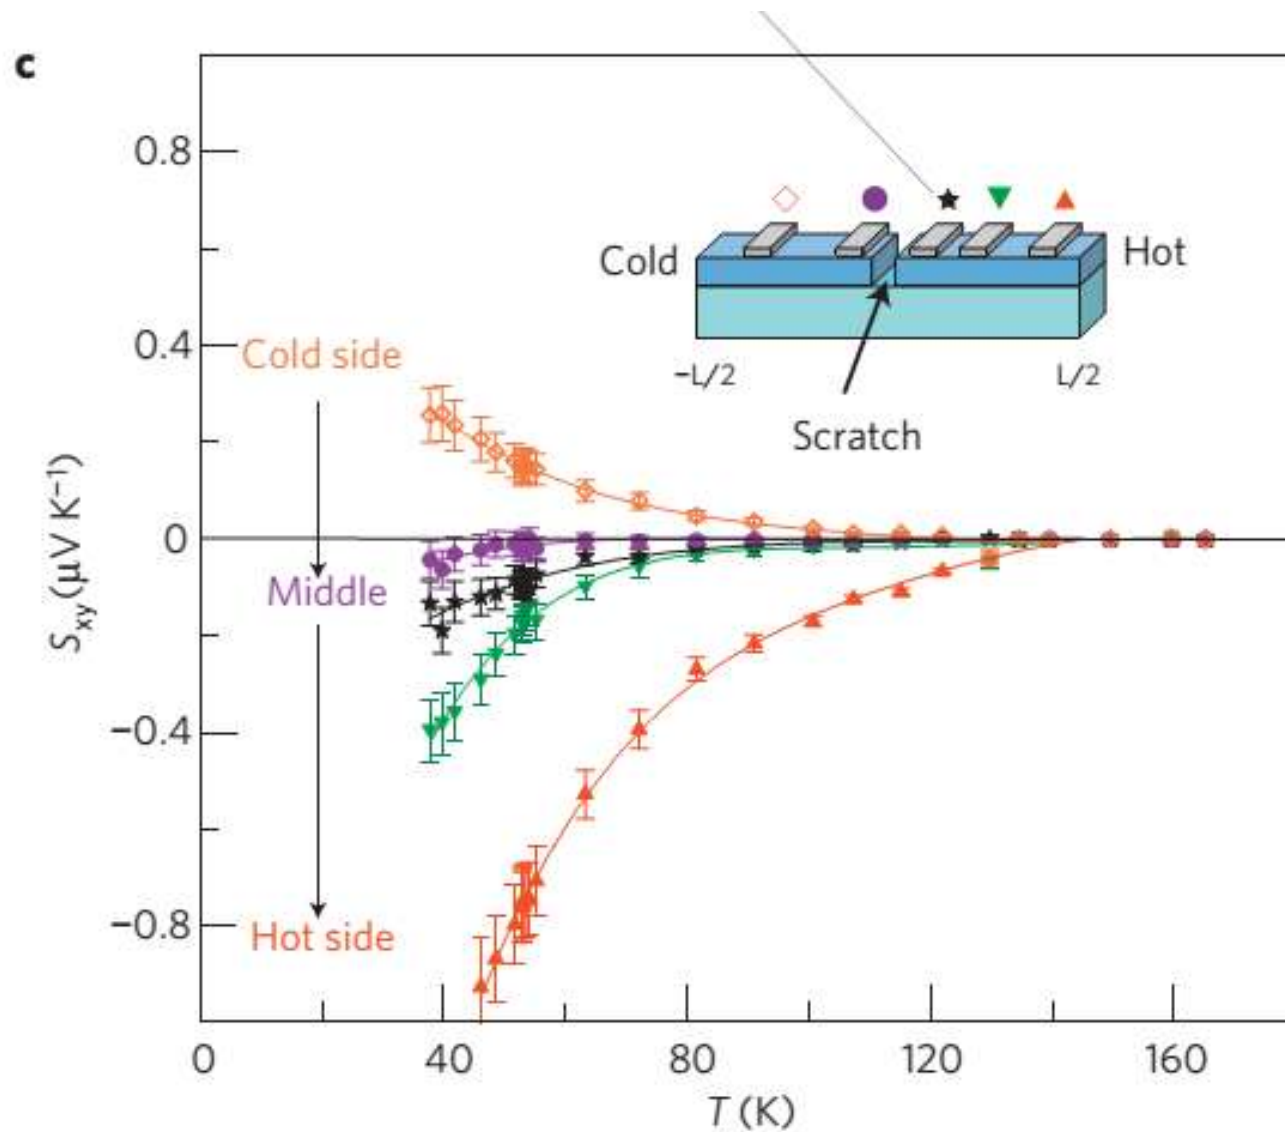 c
0.8
Cold
Hot
0.4
Cold side
−L/2
L/2
Scratch
Sxy (μV K−1)
0
Middle
−0.4
−0.8
Hot side
0
40
80
120
160
T (K)